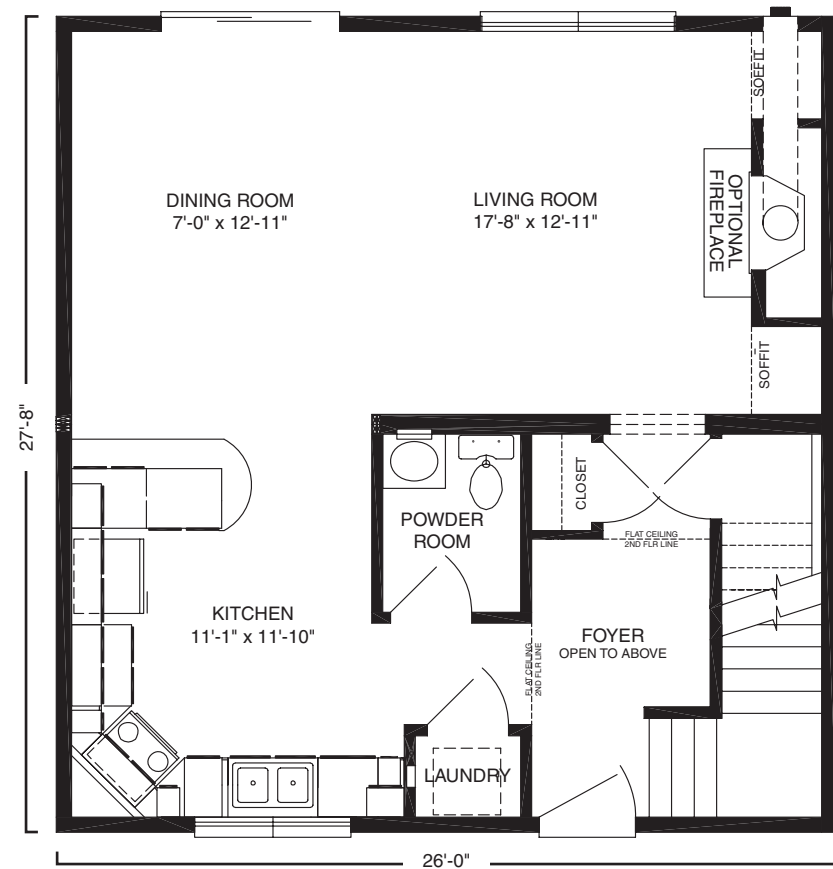 SOFFIT
DINING ROOM
7'-0" x 12'-11"
LIVING ROOM
17'-8" x 12'-11"
OPTIONAL
FIREPLACE
SOFFIT
27'-8"
CLOSET
POWDER
ROOM
FLAT CEILING
2ND FLR LINE
KITCHEN
11'-1" x 11'-10"
FOYER
OPEN TO ABOVE
FLAT CEILING
2ND FLR LINE
LAUNDRY
26'-0"